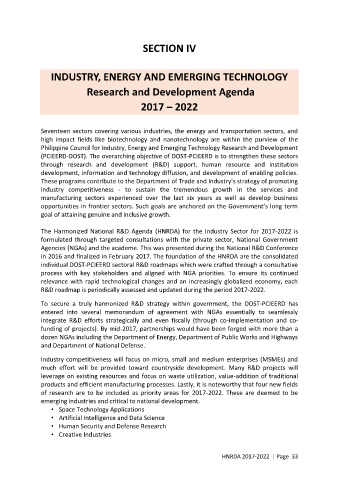 SECTION IV
INDUSTRY, ENERGY AND EMERGING TECHNOLOGY
Research and Development Agenda
2017 – 2022
Seventeen sectors covering various industries, the energy and transportation sectors, and
high impact fields like biotechnology and nanotechnology are within the purview of the
Philippine Council for Industry, Energy and Emerging Technology Research and Development
(PCIEERD-DOST). The overarching objective of DOST-PCIEERD is to strengthen these sectors
through research and development (R&D) support, human resource and institution
development, information and technology diffusion, and development of enabling policies.
These programs contribute to the Department of Trade and Industry's strategy of promoting
industry competitiveness - to sustain the tremendous growth in the services and
manufacturing sectors experienced over the last six years as well as develop business
opportunities in frontier sectors. Such goals are anchored on the Government's long term
goal of attaining genuine and inclusive growth.
The Harmonized National R&D Agenda (HNRDA) for the Industry Sector for 2017-2022 is
formulated through targeted consultations with the private sector, National Government
Agencies (NGAs) and the academe. This was presented during the National R&D Conference
in 2016 and finalized in February 2017. The foundation of the HNRDA are the consolidated
individual DOST-PCIEERD sectoral R&D roadmaps which were crafted through a consultative
process with key stakeholders and aligned with NGA priorities. To ensure its continued
relevance with rapid technological changes and an increasingly globalized economy, each
R&D roadmap is periodically assessed and updated during the period 2017-2022.
To secure a truly harmonized R&D strategy within government, the DOST-PCIEERD has
entered into several memorandum of agreement with NGAs essentially to seamlessly
integrate R&D efforts strategically and even fiscally (through co-implementation and co-
funding of projects). By mid-2017, partnerships would have been forged with more than a
dozen NGAs including the Department of Energy, Department of Public Works and Highways
and Department of National Defense.
Industry competitiveness will focus on micro, small and medium enterprises (MSMEs) and
much effort will be provided toward countryside development. Many R&D projects will
leverage on existing resources and focus on waste utilization, value-addition of traditional
products and efficient manufacturing processes. Lastly, it is noteworthy that four new fields
of research are to be included as priority areas for 2017-2022. These are deemed to be
emerging industries and critical to national development.
• Space Technology Applications
• Artificial Intelligence and Data Science
• Human Security and Defense Research
• Creative Industries
HNRDA 2017-2022 | Page 33